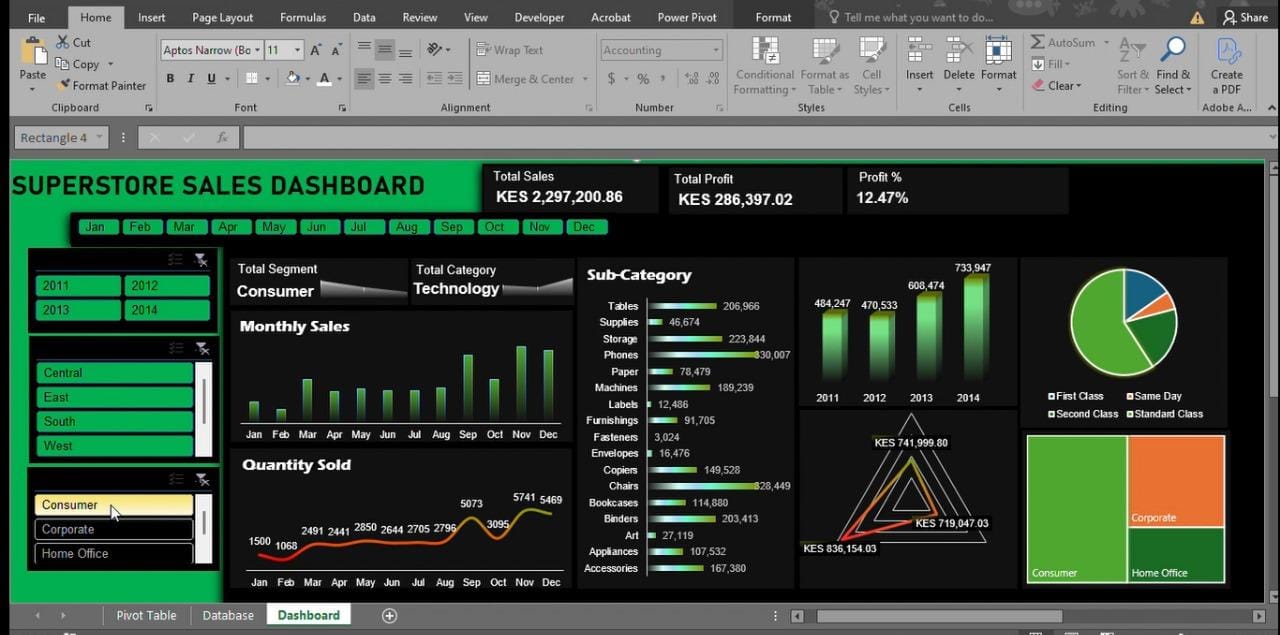 File Home Insert Page Layout Formulas Data Review View Developer Acrobat Power Pivot Format Tell me what you want to do... Share
Paste
Cut
Copy
Format Painter
Clipboard
Aptos Narrow (Bo 11 A A
B I U A
Font
Wrap Text
Merge & Center
Alignment
Accounting
$ % ,
Number
Conditional Formatting
Format as Table
Cell Styles
Styles
Insert Delete Format
Cells
AutoSum
Fill
Clear
Sort & Filter
Find & Select
Editing
Create a PDF
Adobe A...
Rectangle 4 fx
SUPERSTORE SALES DASHBOARD
Total Sales
KES 2,297,200.86
Total Profit
KES 286,397.02
Profit %
12.47%
Jan Feb Mar Apr May Jun Jul Aug Sep Oct Nov Dec
2011 2012
2013 2014
Central
East
South
West
Consumer
Corporate
Home Office
Total Segment
Consumer
Total Category
Technology
Monthly Sales
Jan Feb Mar Apr May Jun Jul Aug Sep Oct Nov Dec
Quantity Sold
1500 1068 2491 2441 2850 2644 2705 2796 5073 3095 5741 5469
Jan Feb Mar Apr May Jun Jul Aug Sep Oct Nov Dec
Sub-Category
Tables 206,966
Supplies 46,674
Storage 223,844
Phones 330,007
Paper 78,479
Machines 189,239
Labels 12,486
Furnishings 91,705
Fasteners 3,024
Envelopes 16,476
Copiers 149,528
Chairs 328,449
Bookcases 114,880
Binders 203,413
Art 27,119
Appliances 107,532
Accessories 167,380
484,247 470,533 608,474 733,947
2011 2012 2013 2014
KES 741,999.80
KES 719,047.03
KES 836,154.03
First Class Same Day
Second Class Standard Class
Consumer
Corporate
Home Office
Pivot Table Database Dashboard